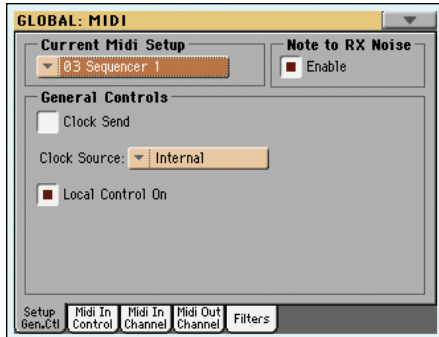 GLOBAL: MIDI
Current Midi Setup
Note to RX Noise
03 Sequencer 1
Enable
General Controls
Clock Send
Clock Source: Internal
Local Control On
Setup Gen.Ctl
Midi In Control
Midi In Channel
Midi Out Channel
Filters